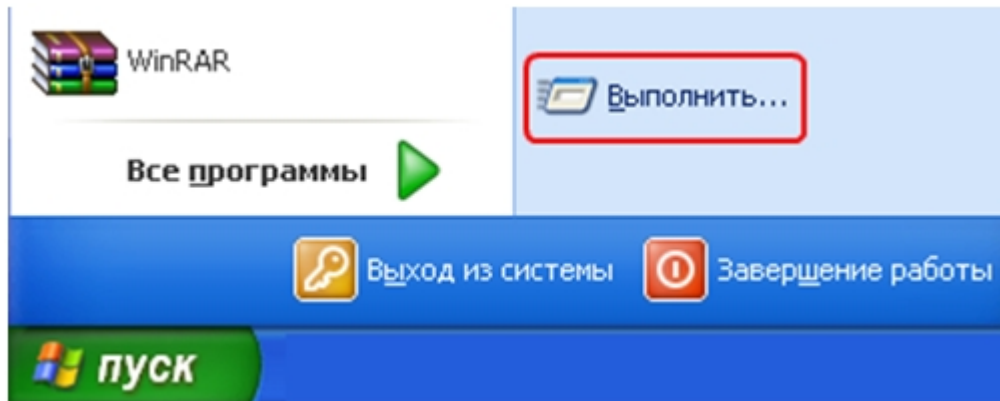 WinRAR
Выполнить...
Все программы
Выход из системы
Завершение работы
пуск